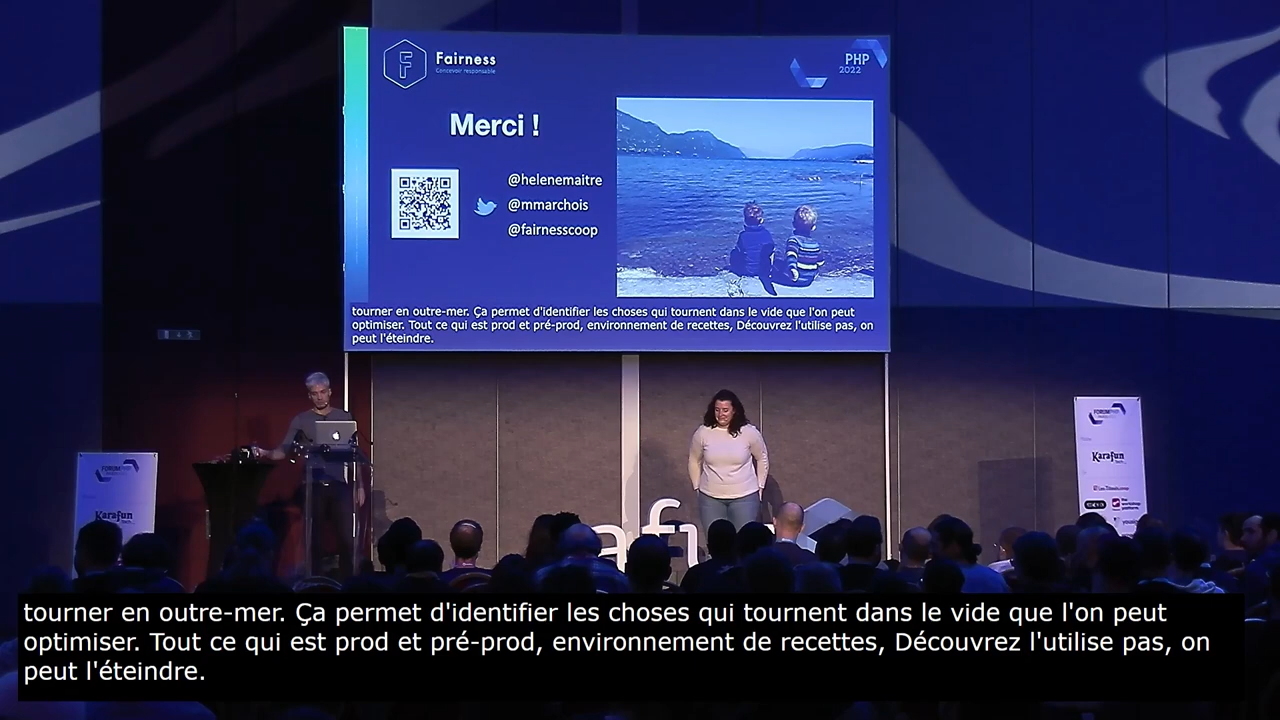 Fairness
Concevoir responsable
PHP
2022
Merci !
@helenemaitre
@mmarchois
@fairnesscoop
tourner en outre-mer. Ça permet d'identifier les choses qui tournent dans le vide que l'on peut
optimiser. Tout ce qui est prod et pré-prod, environnement de recettes, Découvrez l'utilise pas, on
peut l'éteindre.
FORUMPHP
Karafun
FORUMPHP
Karafun
afu
tourner en outre-mer. Ça permet d'identifier les choses qui tournent dans le vide que l'on peut
optimiser. Tout ce qui est prod et pré-prod, environnement de recettes, Découvrez l'utilise pas, on
peut l'éteindre.